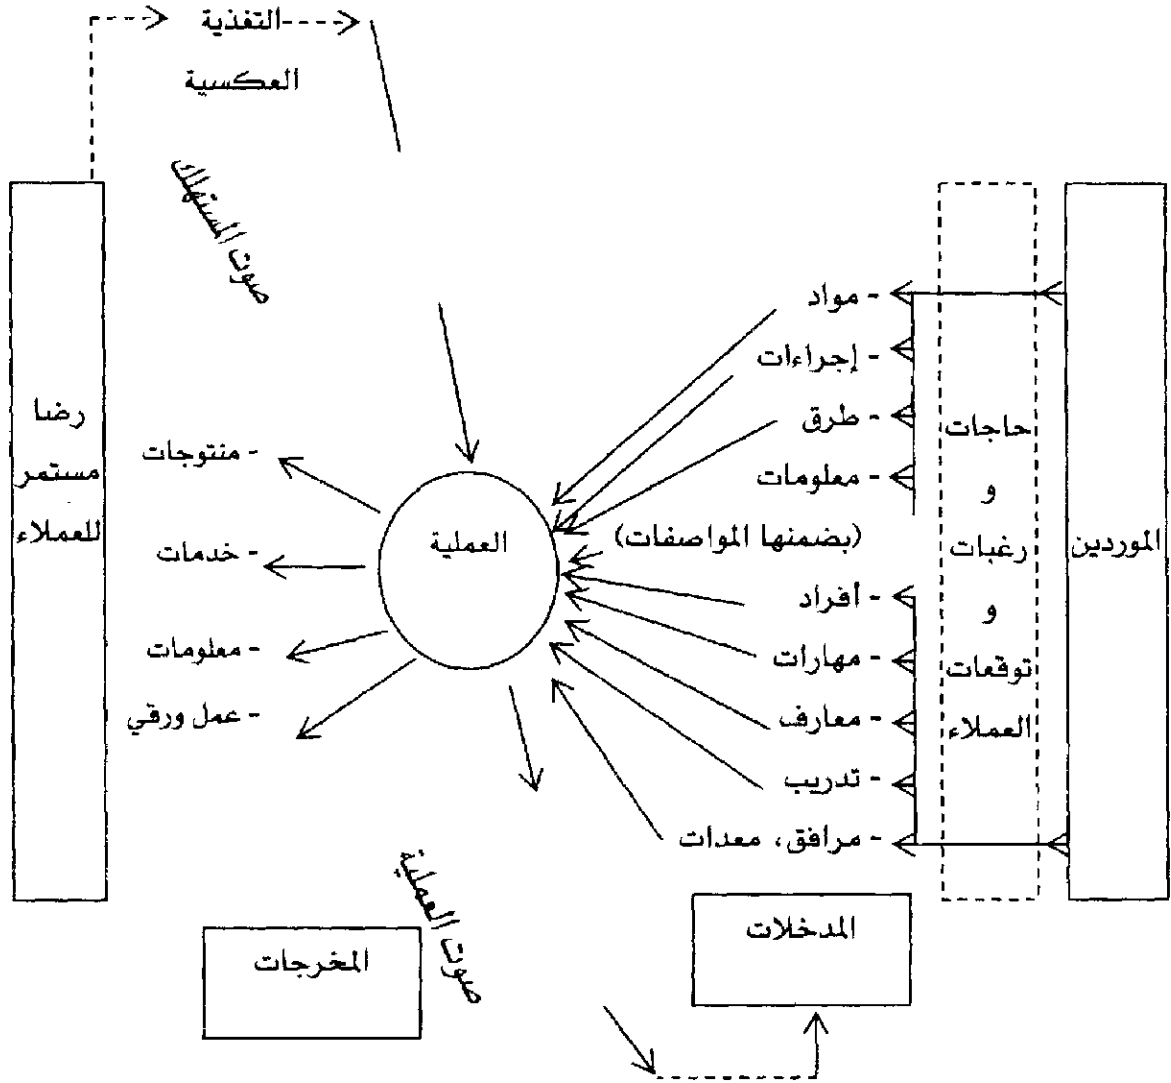 التغذية
العكسية
صوت المستهلك
الموردين
حاجات
و
رغبات
و
توقعات
العملاء
- مواد
- إجراءات
- طرق
- معلومات
(بضمنها المواصفات)
- أفراد
- مهارات
- معارف
- تدريب
- مرافق، معدات
العملية
- منتوجات
- خدمات
- معلومات
- عمل ورقي
رضا
مستمر
للعملاء
صوت العملية
المدخلات
المخرجات